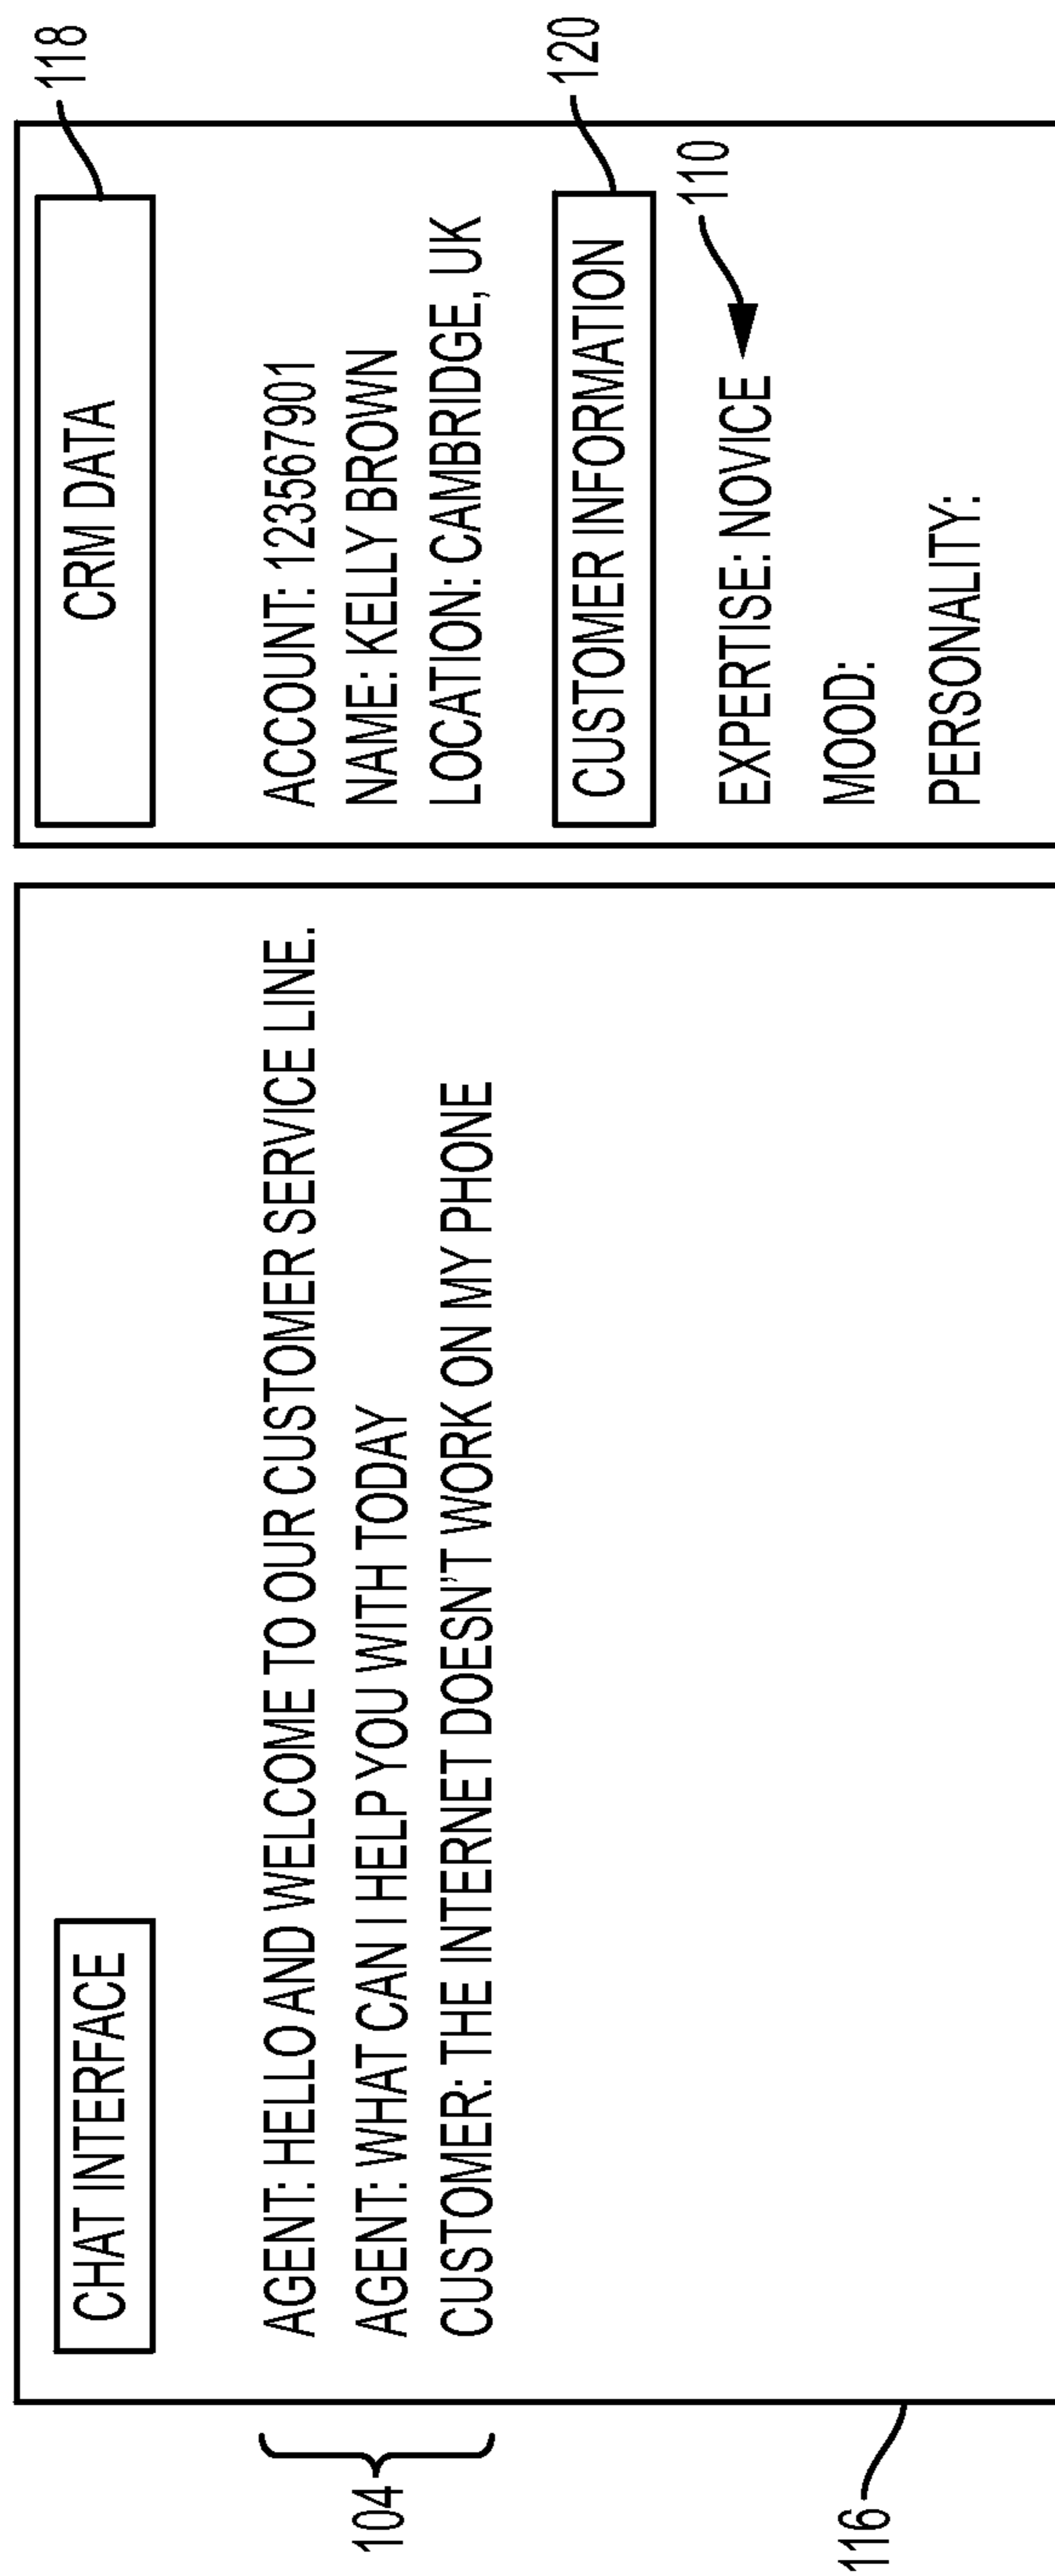 CHAT INTERFACE
AGENT: HELLO AND WELCOME TO OUR CUSTOMER SERVICE LINE.
AGENT: WHAT CAN I HELP YOU WITH TODAY
CUSTOMER: THE INTERNET DOESN'T WORK ON MY PHONE
104
116
CRM DATA
118
ACCOUNT: 123567901
NAME: KELLY BROWN
LOCATION: CAMBRIDGE, UK
CUSTOMER INFORMATION
120
EXPERTISE: NOVICE
110
MOOD:
PERSONALITY: